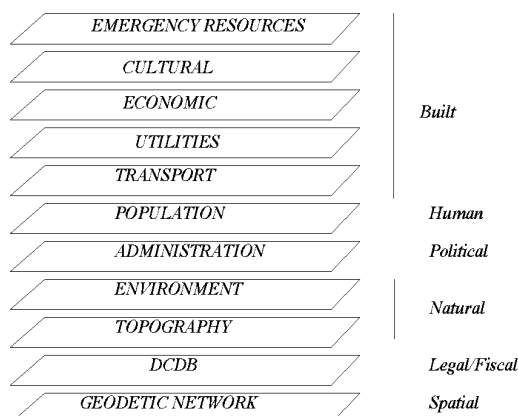 EMERGENCY RESOURCES
CULTURAL
ECONOMIC
Built
UTILITIES
TRANSPORT
POPULATION Human
ADMINISTRATION Political
ENVIRONMENT
Natural
TOPOGRAPHY
DCDB Legal/Fiscal
GEODETIC NETWORK Spatial